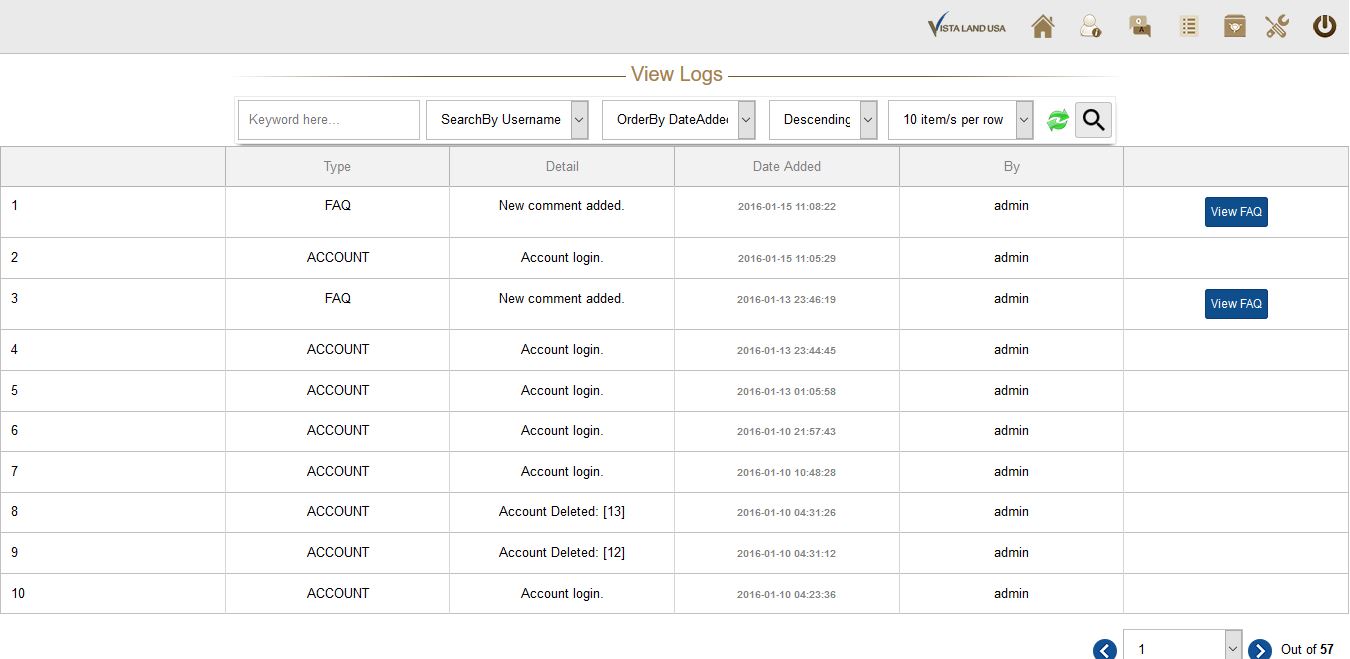 VISTA LAND USA
Q
A
View Logs
Keyword here... SearchBy Username OrderBy DateAdded Descending 10 item/s per row
Type Detail Date Added By
1 FAQ New comment added. 2016-01-15 11:08:22 admin View FAQ
2 ACCOUNT Account login. 2016-01-15 11:05:29 admin
3 FAQ New comment added. 2016-01-13 23:46:19 admin View FAQ
4 ACCOUNT Account login. 2016-01-13 23:44:45 admin
5 ACCOUNT Account login. 2016-01-13 01:05:58 admin
6 ACCOUNT Account login. 2016-01-10 21:57:43 admin
7 ACCOUNT Account login. 2016-01-10 10:48:28 admin
8 ACCOUNT Account Deleted: [13] 2016-01-10 04:31:26 admin
9 ACCOUNT Account Deleted: [12] 2016-01-10 04:31:12 admin
10 ACCOUNT Account login. 2016-01-10 04:23:36 admin
1 Out of 57